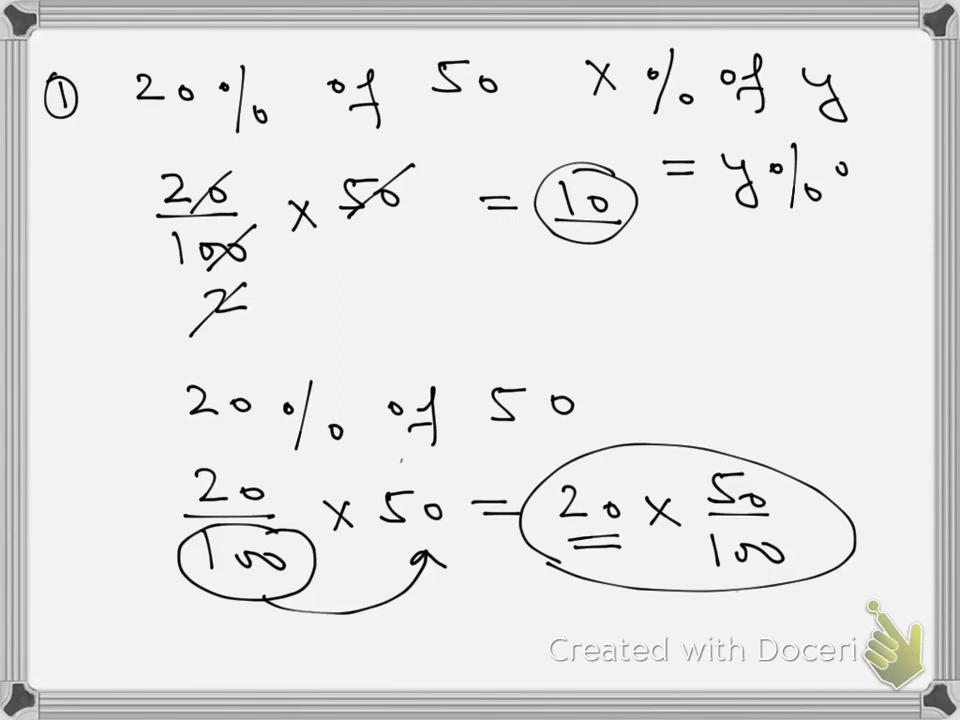 ① 20% of 50 x% of y
= y% o
20/100 x 50 = 10
2
20% of 50
20/100 x 50 = 20 x 50/100
Created with Doceri